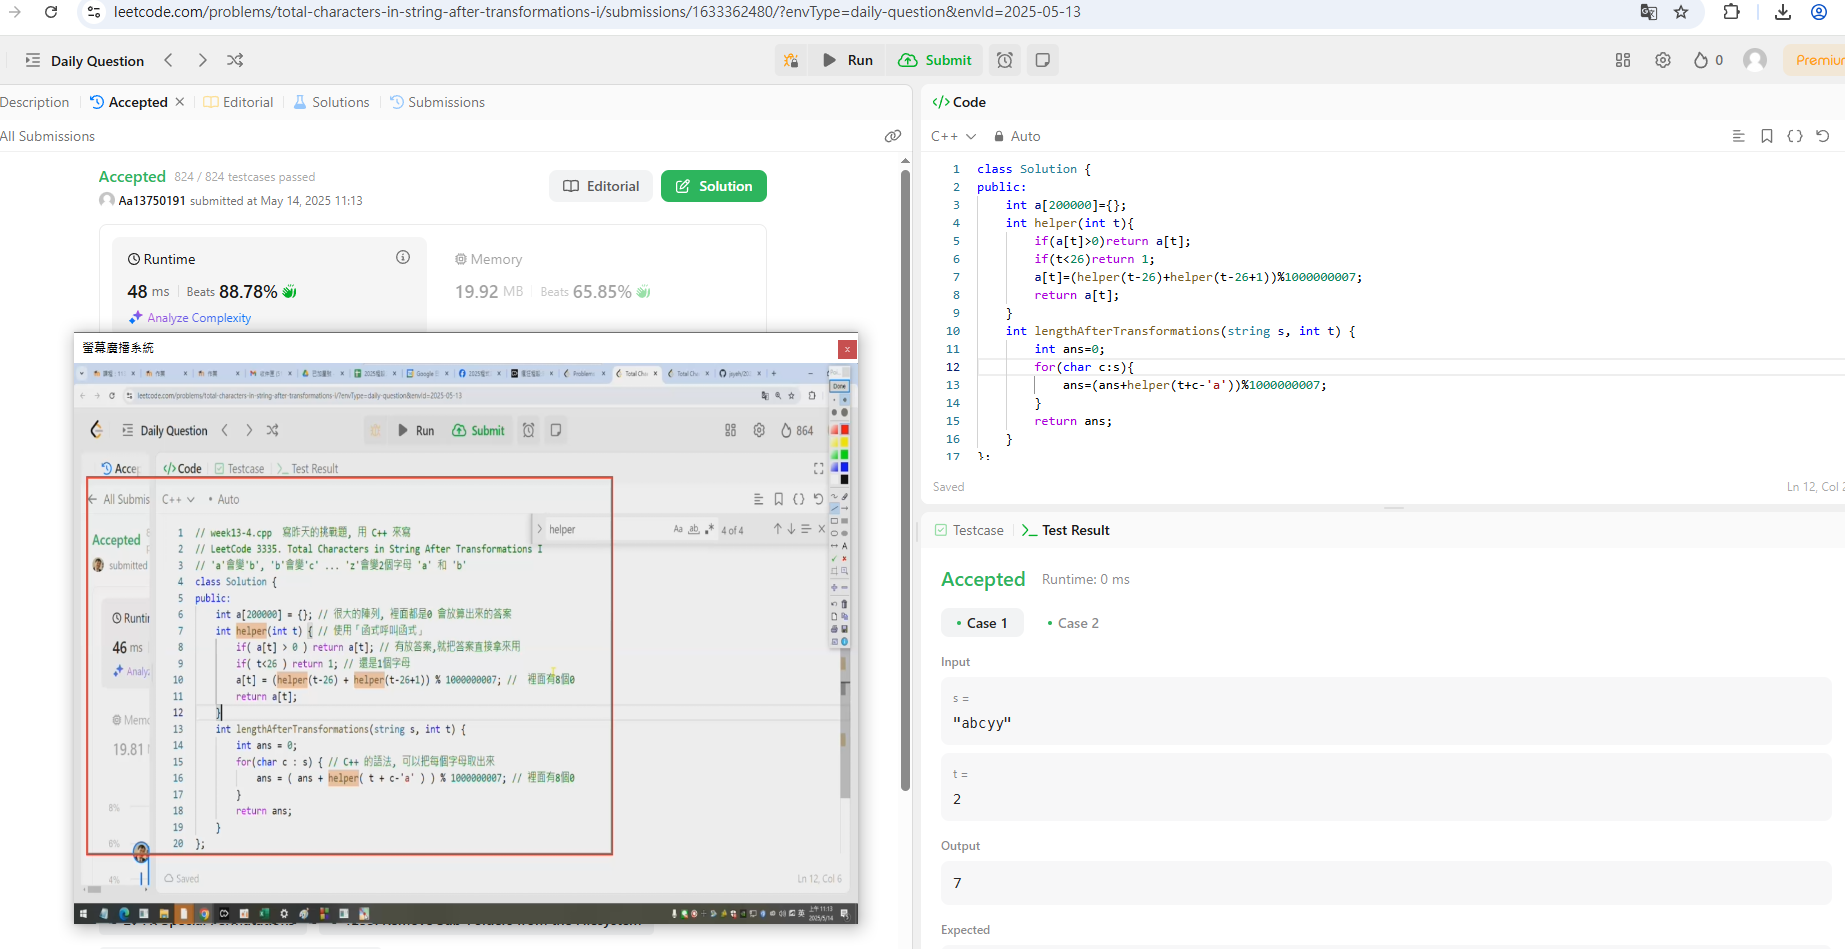 leetcode.com/problems/total-characters-in-string-after-transformations-i/submissions/1633362480/?envType=daily-question&envId=2025-05-13
Daily Question
Run
Submit
0
Premium
Description
Accepted
Editorial
Solutions
Submissions
All Submissions
Accepted 824 / 824 testcases passed
Aa13750191 submitted at May 14, 2025 11:13
Editorial
Solution
Runtime
48 ms Beats 88.78%
Analyze Complexity
Memory
19.92 MB Beats 65.85%
螢幕廣播系統
x
leetcode.com/problems/total-characters-in-string-after-transformations-i/?envType=daily-question&envId=2025-05-13
Done
Daily Question
Run
Submit
864
Acce
Code
Testcase
Test Result
All Submis
C++
Auto
helper
4 of 4
Accepted
submitted
Runti
46 ms
Analy
Memo
19.81
8%
6%
4%
1 // week13-4.cpp 寫昨天的挑戰題, 用 C++ 來寫
2 // LeetCode 3335. Total Characters in String After Transformations I
3 // 'a'會變'b', 'b'會變'c' ... 'z'會變2個字母 'a' 和 'b'
4 class Solution {
5 public:
6 int a[200000] = {}; // 很大的陣列, 裡面都是0 會放算出來的答案
7 int helper(int t) { // 使用「函式呼叫函式」
8 if( a[t] > 0 ) return a[t]; // 有放答案,就把答案直接拿來用
9 if( t<26 ) return 1; // 還是1個字母
10 a[t] = (helper(t-26) + helper(t-26+1)) % 1000000007; // 裡面有8個0
11 return a[t];
12 }
13 int lengthAfterTransformations(string s, int t) {
14 int ans = 0;
15 for(char c : s) { // C++ 的語法, 可以把每個字母取出來
16 ans = ( ans + helper( t + c-'a' ) ) % 1000000007; // 裡面有8個0
17 }
18 return ans;
19 }
20 };
Saved
Ln 12, Col 6
上午 11:13
2025/5/14
Code
C++
Auto
1 class Solution {
2 public:
3 int a[200000]={};
4 int helper(int t){
5 if(a[t]>0)return a[t];
6 if(t<26)return 1;
7 a[t]=(helper(t-26)+helper(t-26+1))%1000000007;
8 return a[t];
9 }
10 int lengthAfterTransformations(string s, int t) {
11 int ans=0;
12 for(char c:s){
13 ans=(ans+helper(t+c-'a'))%1000000007;
14 }
15 return ans;
16 }
17 };
Saved
Ln 12, Col 2
Testcase
Test Result
Accepted Runtime: 0 ms
Case 1
Case 2
Input
s =
"abcyy"
t =
2
Output
7
Expected